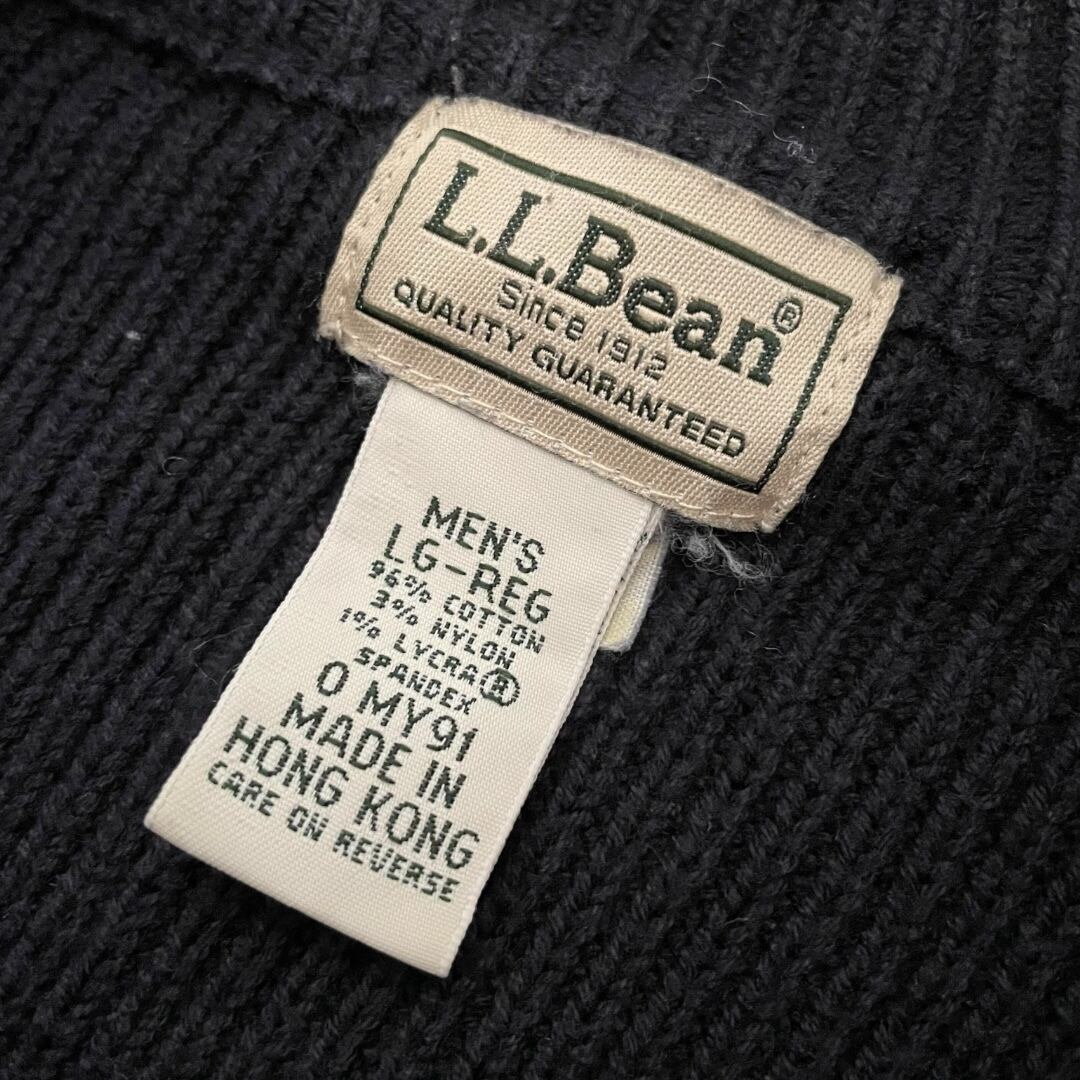 L.L.Bean®
Since 1912
QUALITY GUARANTEED
MEN'S
LG-REG
96% COTTON
3% NYLON
1% LYCRA®
SPANDEX
0 MY91
MADE IN
HONG KONG
CARE ON REVERSE